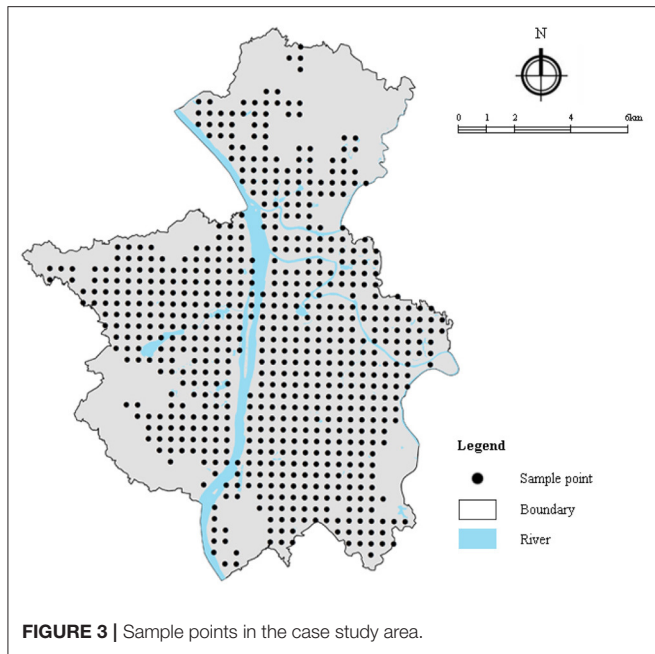 N
0 1 2 4 6km
Legend
Sample point
Boundary
River
FIGURE 3 | Sample points in the case study area.